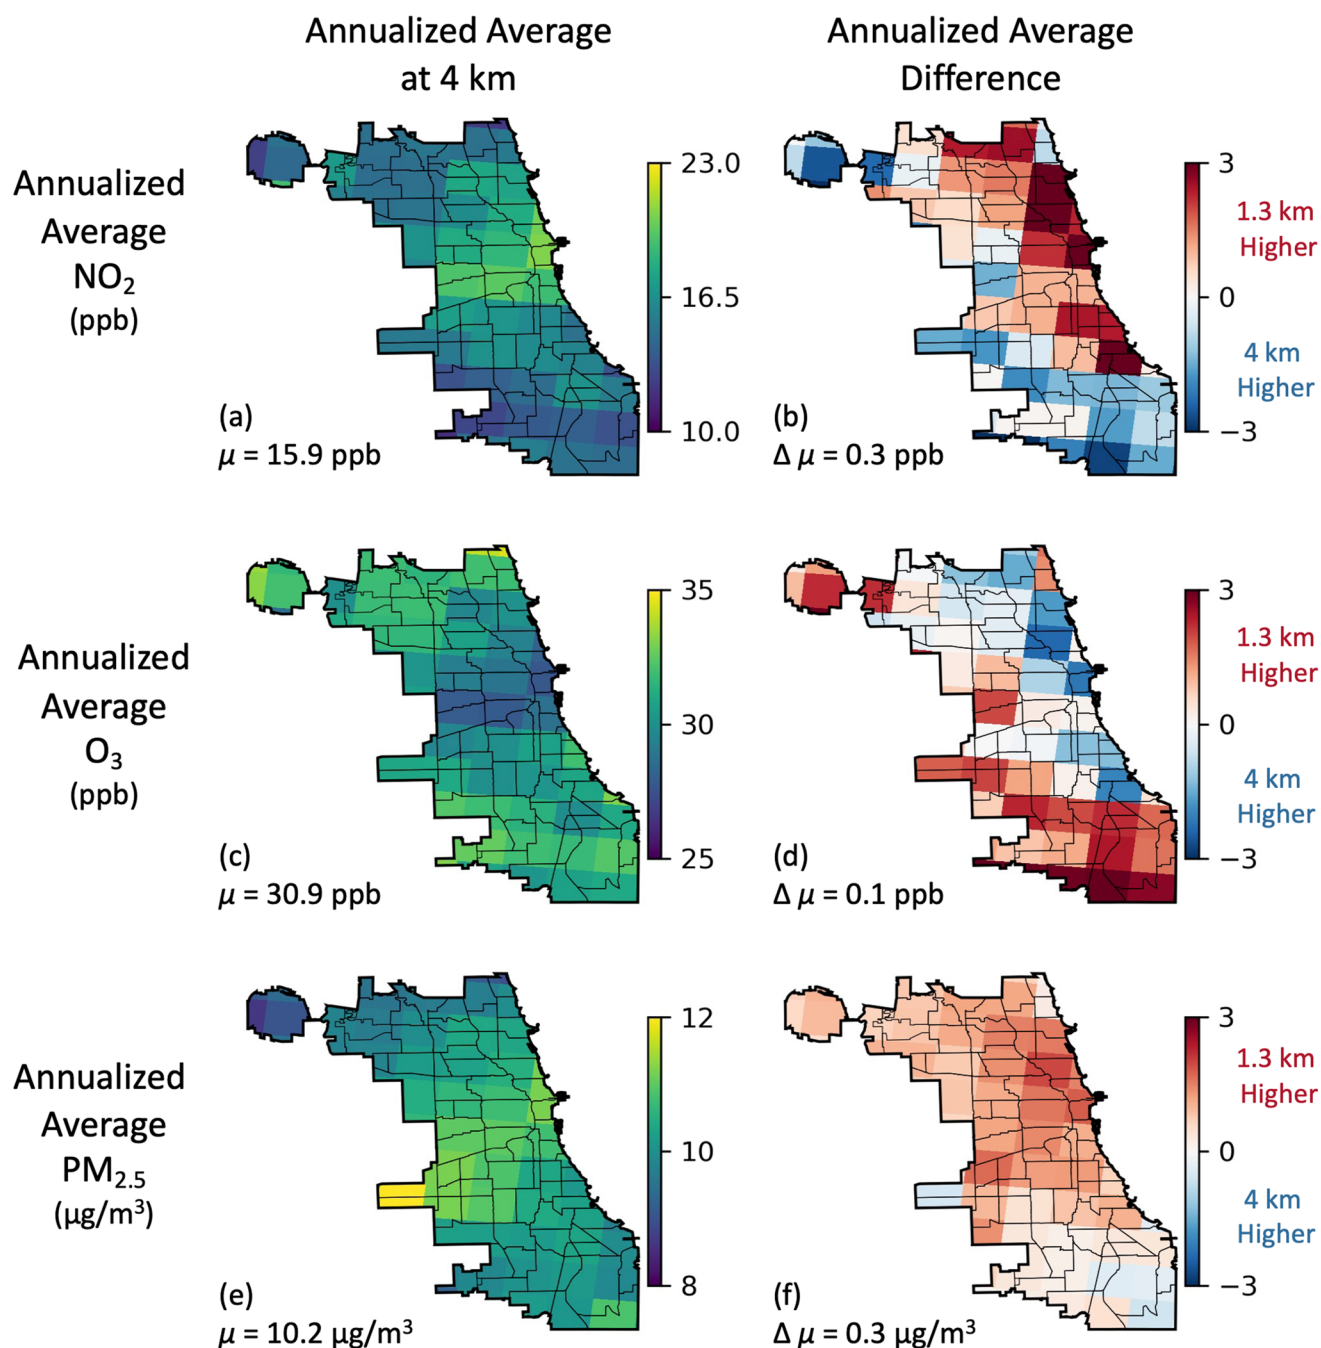 Annualized Average
at 4 km
Annualized Average
Difference
Annualized
Average
NO₂
(ppb)
23.0
16.5
10.0
(a)
μ = 15.9 ppb
3
0
−3
1.3 km
Higher
4 km
Higher
(b)
Δ μ = 0.3 ppb
Annualized
Average
O₃
(ppb)
35
30
25
(c)
μ = 30.9 ppb
3
0
−3
1.3 km
Higher
4 km
Higher
(d)
Δ μ = 0.1 ppb
Annualized
Average
PM₂.₅
(μg/m³)
12
10
8
(e)
μ = 10.2 μg/m³
3
0
−3
1.3 km
Higher
4 km
Higher
(f)
Δ μ = 0.3 μg/m³